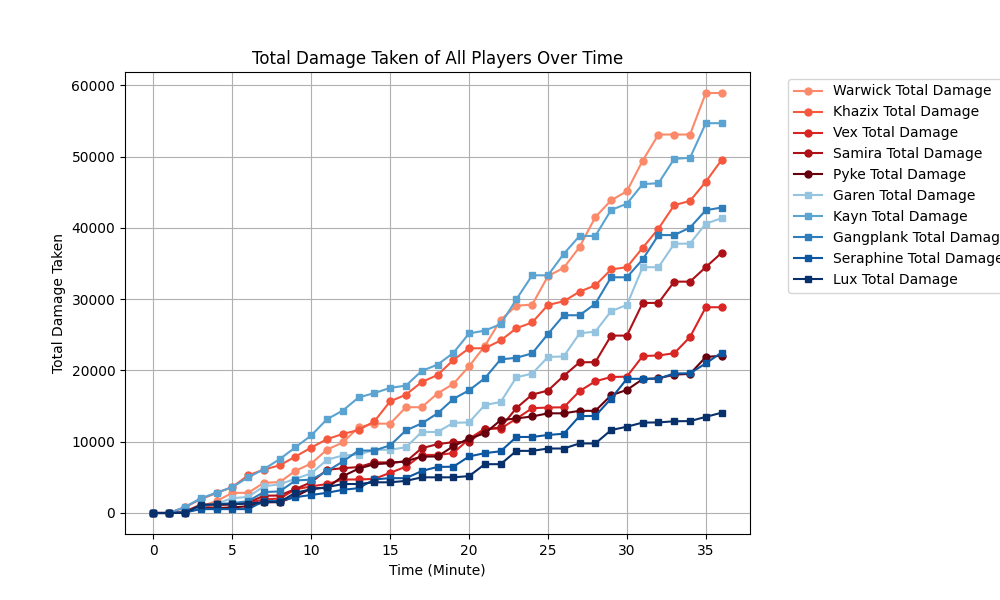 Total Damage Taken of All Players Over Time
60000
50000
40000
30000
20000
10000
0
Total Damage Taken
0 5 10 15 20 25 30 35
Time (Minute)
Warwick Total Damage
Khazix Total Damage
Vex Total Damage
Samira Total Damage
Pyke Total Damage
Garen Total Damage
Kayn Total Damage
Gangplank Total Damag
Seraphine Total Damage
Lux Total Damage